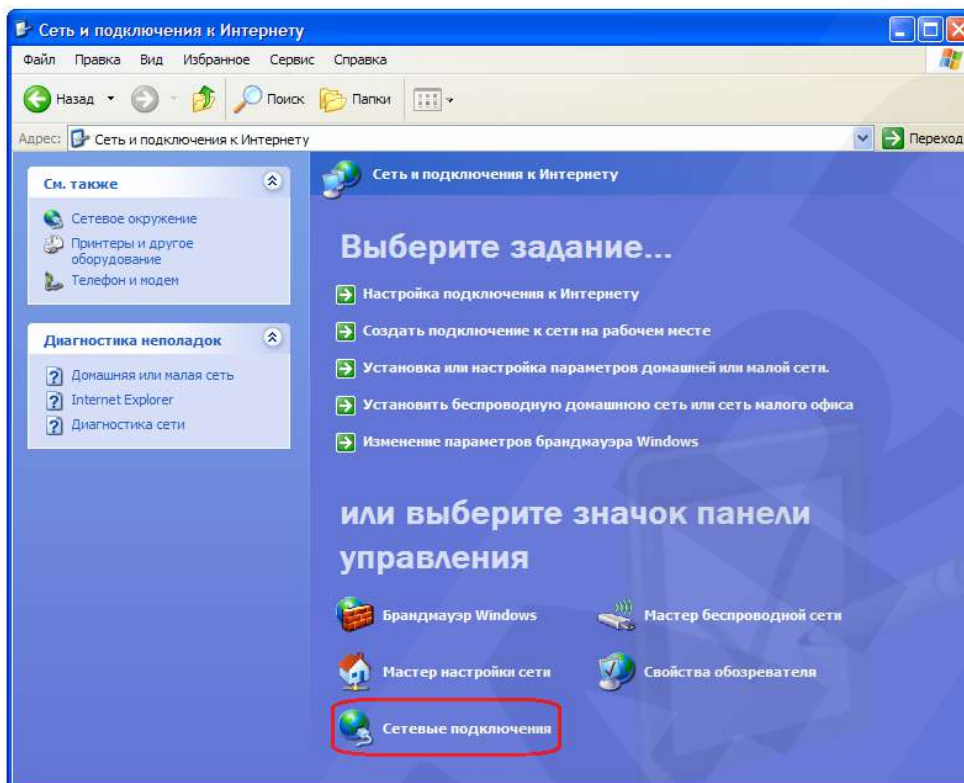 Сеть и подключения к Интернету
Файл Правка Вид Избранное Сервис Справка
Назад Поиск Папки
Адрес: Сеть и подключения к Интернету Переход
См. также
Сетевое окружение
Принтеры и другое
оборудование
Телефон и модем
Диагностика неполадок
Домашняя или малая сеть
Internet Explorer
Диагностика сети
Сеть и подключения к Интернету
Выберите задание...
Настройка подключения к Интернету
Создать подключение к сети на рабочем месте
Установка или настройка параметров домашней или малой сети.
Установить беспроводную домашнюю сеть или сеть малого офиса
Изменение параметров брандмауэра Windows
или выберите значок панели
управления
Брандмауэр Windows
Мастер беспроводной сети
Мастер настройки сети
Свойства обозревателя
Сетевые подключения